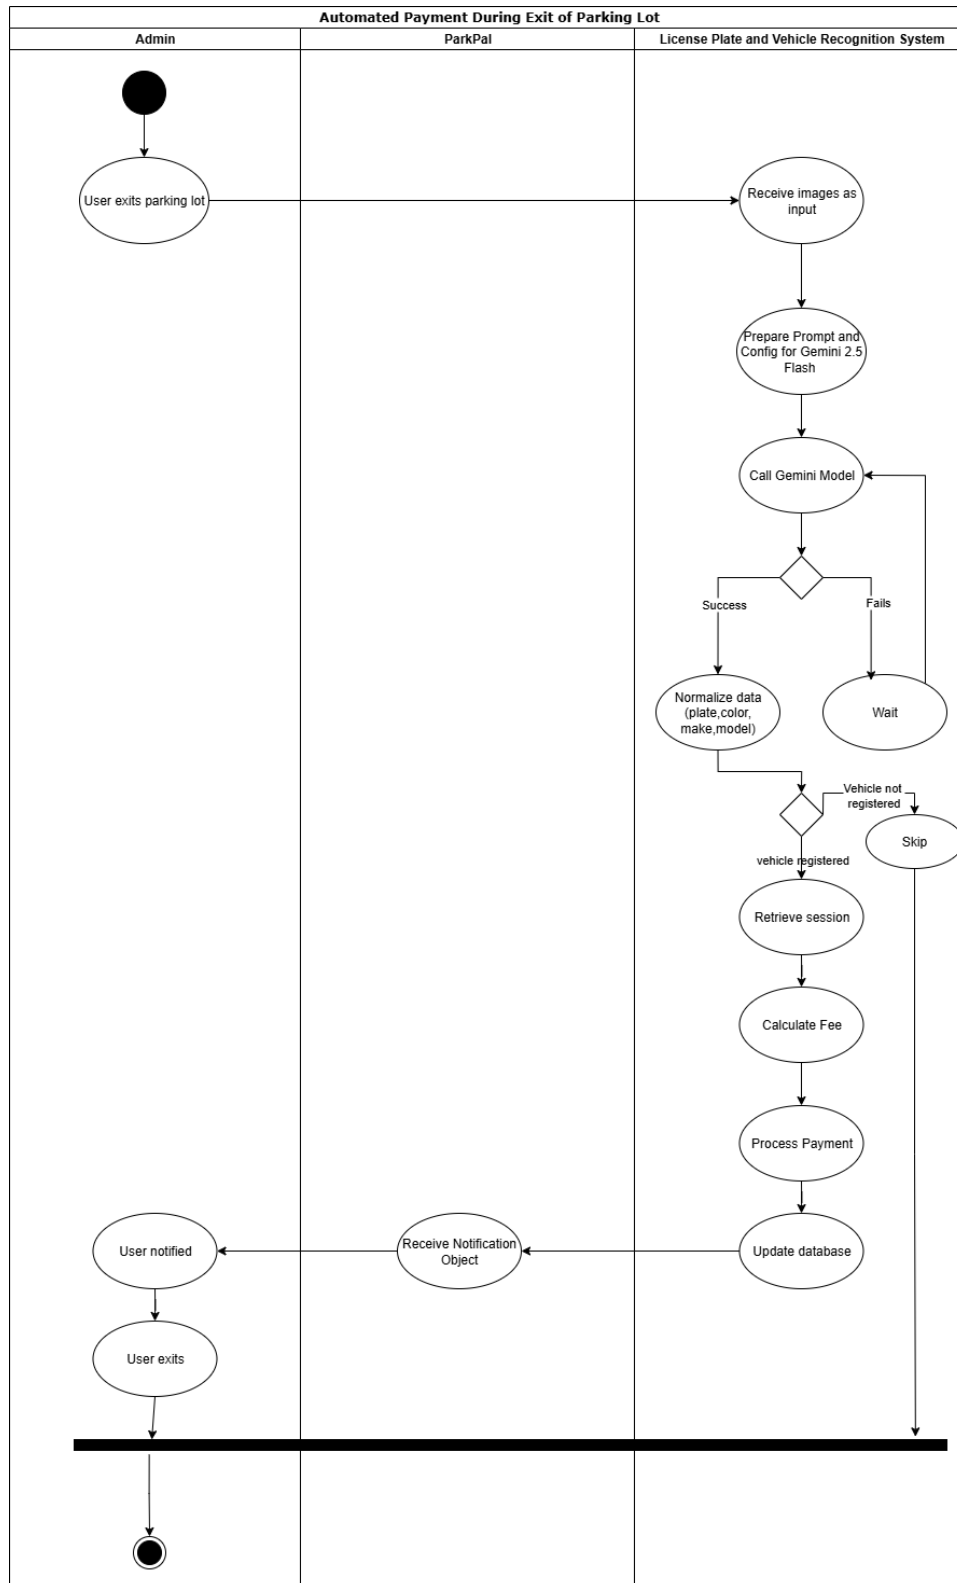 Automated Payment During Exit of Parking Lot
Admin
ParkPal
License Plate and Vehicle Recognition System
User exits parking lot
Receive images as
input
Prepare Prompt and
Config for Gemini 2.5
Flash
Call Gemini Model
Success
Fails
Normalize data
(plate,color,
make,model)
Wait
Vehicle not
registered
Skip
vehicle registered
Retrieve session
Calculate Fee
Process Payment
User notified
Receive Notification
Object
Update database
User exits